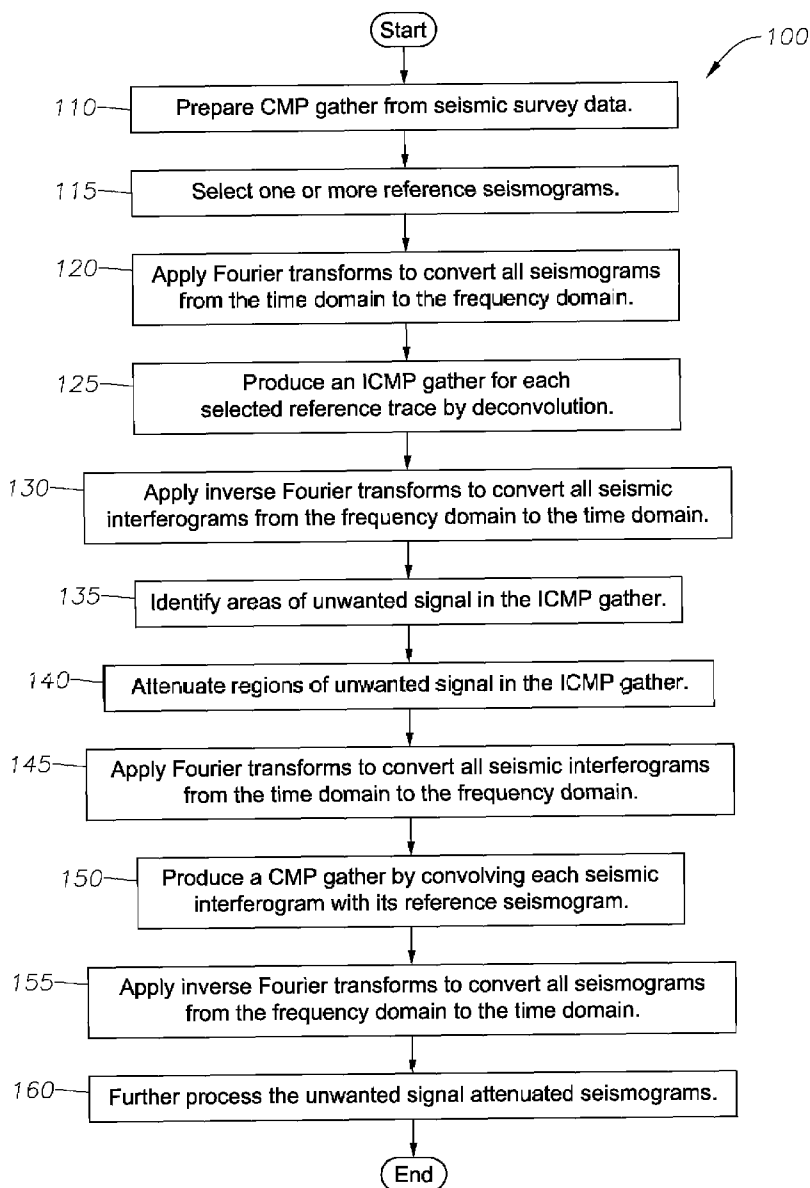 Start
100
110
Prepare CMP gather from seismic survey data.
115
Select one or more reference seismograms.
120
Apply Fourier transforms to convert all seismograms
from the time domain to the frequency domain.
125
Produce an ICMP gather for each
selected reference trace by deconvolution.
130
Apply inverse Fourier transforms to convert all seismic
interferograms from the frequency domain to the time domain.
135
Identify areas of unwanted signal in the ICMP gather.
140
Attenuate regions of unwanted signal in the ICMP gather.
145
Apply Fourier transforms to convert all seismic interferograms
from the time domain to the frequency domain.
150
Produce a CMP gather by convolving each seismic
interferogram with its reference seismogram.
155
Apply inverse Fourier transforms to convert all seismograms
from the frequency domain to the time domain.
160
Further process the unwanted signal attenuated seismograms.
End